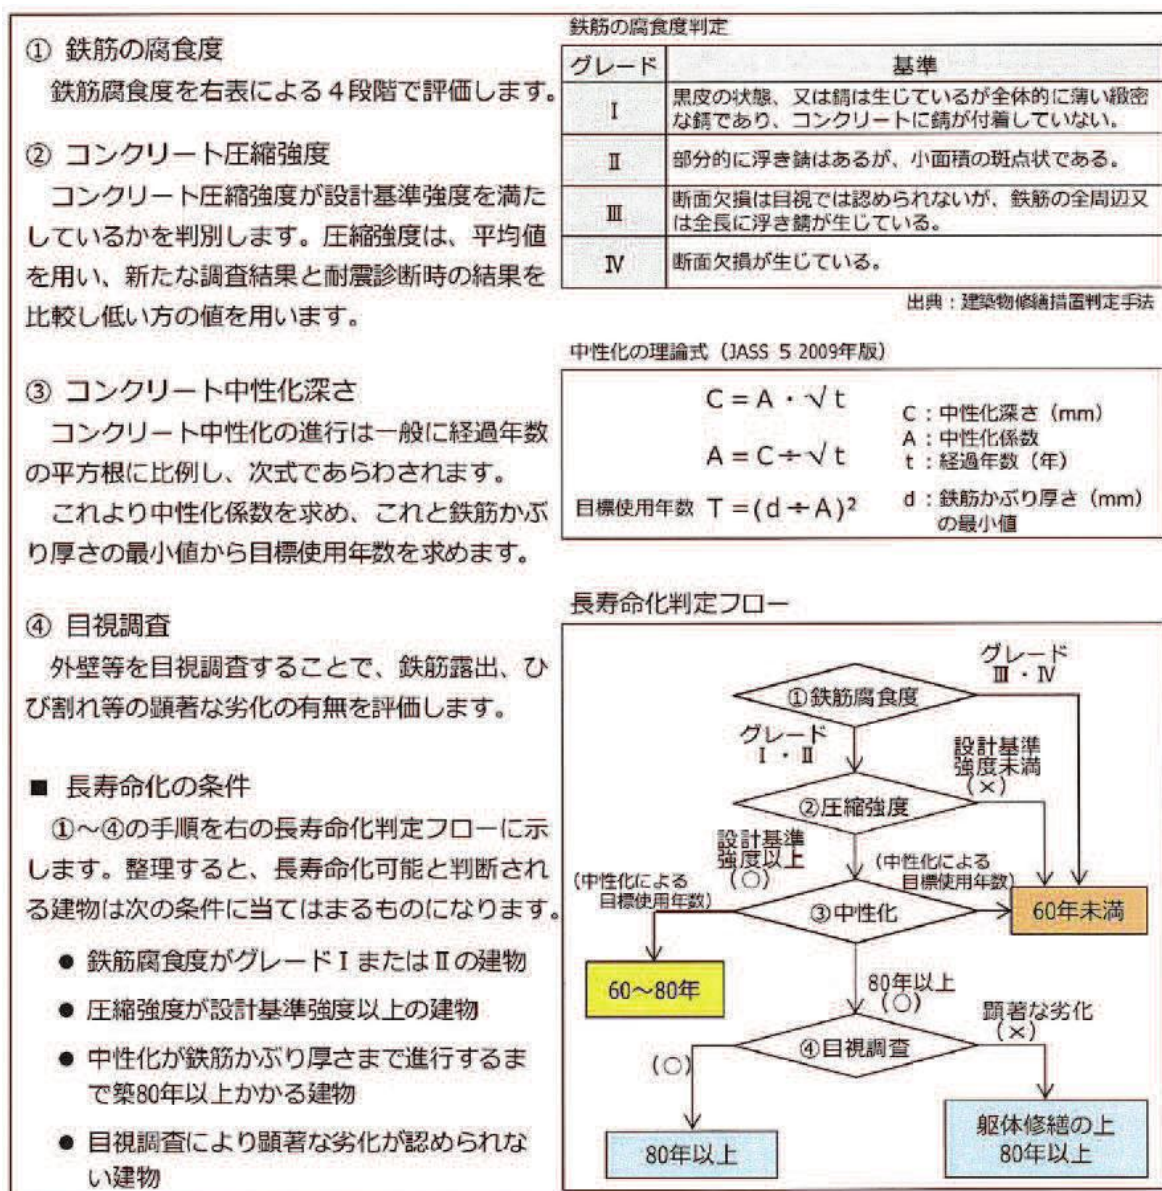 ① 鉄筋の腐食度
鉄筋腐食度を右表による4段階で評価します。
② コンクリート圧縮強度
コンクリート圧縮強度が設計基準強度を満た
しているかを判別します。圧縮強度は、平均値
を用い、新たな調査結果と耐震診断時の結果を
比較し低い方の値を用います。
③ コンクリート中性化深さ
コンクリート中性化の進行は一般に経過年数
の平方根に比例し、次式であらわされます。
これより中性化係数を求め、これと鉄筋かぶ
り厚さの最小値から目標使用年数を求めます。
④ 目視調査
外壁等を目視調査することで、鉄筋露出、ひ
び割れ等の顕著な劣化の有無を評価します。
■ 長寿命化の条件
①～④の手順を右の長寿命化判定フローに示
します。整理すると、長寿命化可能と判断され
る建物は次の条件に当てはまるものになります。
● 鉄筋腐食度がグレードⅠまたはⅡの建物
● 圧縮強度が設計基準強度以上の建物
● 中性化が鉄筋かぶり厚さまで進行するま
で築80年以上かかる建物
● 目視調査により顕著な劣化が認められな
い建物
鉄筋の腐食度判定
グレード 基準
Ⅰ 黒皮の状態、又は錆は生じているが全体的に薄い緻密
な錆であり、コンクリートに錆が付着していない。
Ⅱ 部分的に浮き錆はあるが、小面積の斑点状である。
Ⅲ 断面欠損は目視では認められないが、鉄筋の全周辺又
は全長に浮き錆が生じている。
Ⅳ 断面欠損が生じている。
出典：建築物修繕措置判定手法
中性化の理論式（JASS 5 2009年版）
C = A ・ √ t
A = C ÷ √ t
目標使用年数 T = (d ÷ A)²
C：中性化深さ（mm）
A：中性化係数
t：経過年数（年）
d：鉄筋かぶり厚さ（mm）
の最小値
長寿命化判定フロー
①鉄筋腐食度
グレード
Ⅲ・Ⅳ
グレード
Ⅰ・Ⅱ
設計基準
強度未満
（×）
②圧縮強度
設計基準
強度以上
（○）
（中性化による
目標使用年数）
（中性化による
目標使用年数）
③中性化
60年未満
60～80年
80年以上
（○）
④目視調査
顕著な劣化
（×）
（○）
80年以上
躯体修繕の上
80年以上